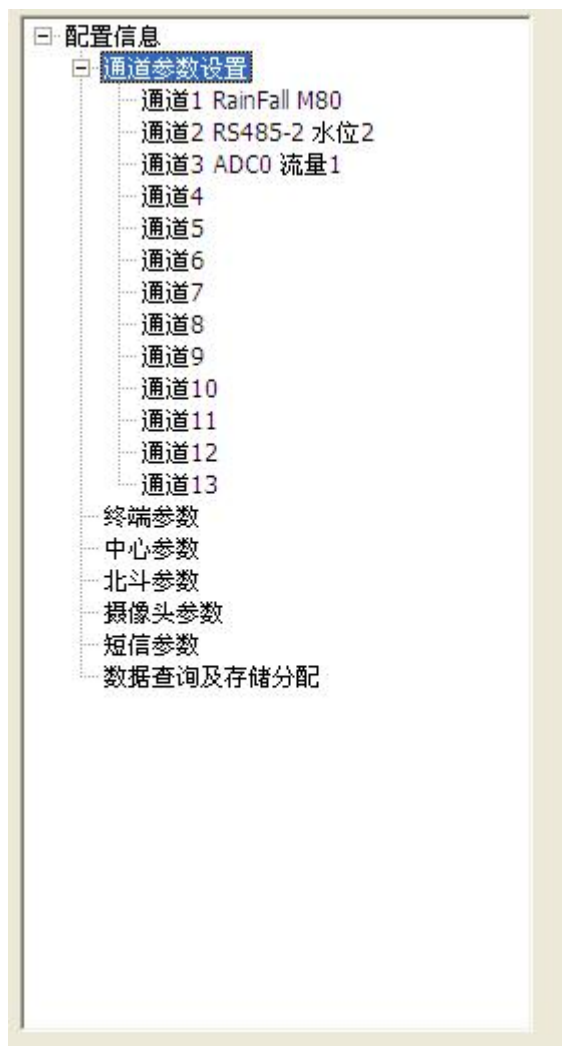 配置信息
通道参数设置
通道1 RainFall M80
通道2 RS485-2 水位2
通道3 ADC0 流量1
通道4
通道5
通道6
通道7
通道8
通道9
通道10
通道11
通道12
通道13
终端参数
中心参数
北斗参数
摄像头参数
短信参数
数据查询及存储分配